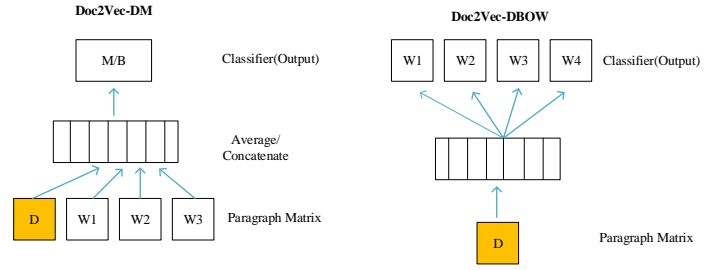 Doc2Vec-DM
M/B
Classifier(Output)
Average/
Concatenate
D
W1
W2
W3
Paragraph Matrix
Doc2Vec-DBOW
W1
W2
W3
W4
Classifier(Output)
D
Paragraph Matrix